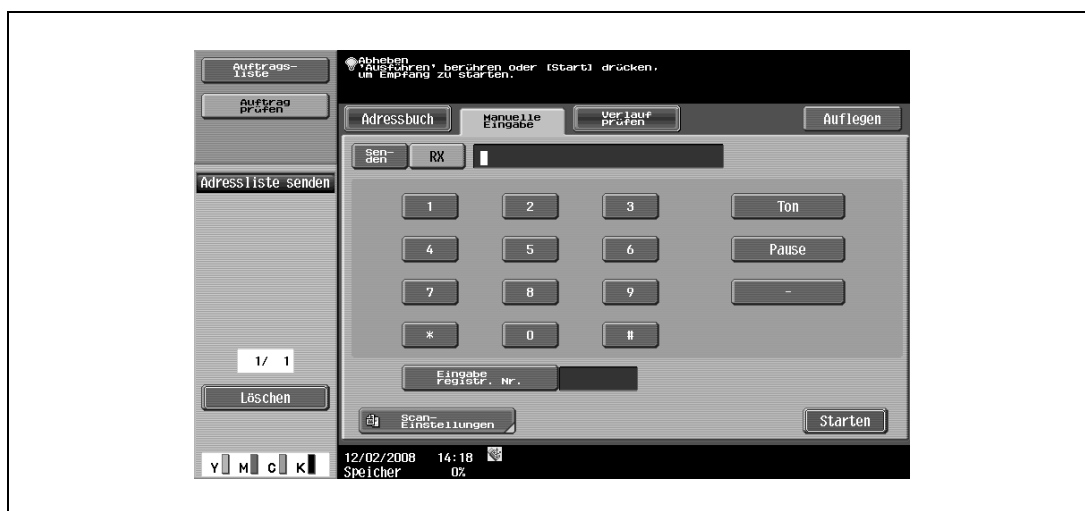 Auftrags-
liste
Auftrag
prüfen
Adressliste senden
1/ 1
Löschen
Y M C K
Abheben
'Ausführen' berühren oder [Start] drücken,
um Empfang zu starten.
Adressbuch
Manuelle
Eingabe
Verlauf
prüfen
Auflegen
Sen-
den
RX
1 2 3 Ton
4 5 6 Pause
7 8 9 -
* 0 #
Eingabe
registr. Nr.
Scan-
Einstellungen
Starten
12/02/2008 14:18
Speicher 0%